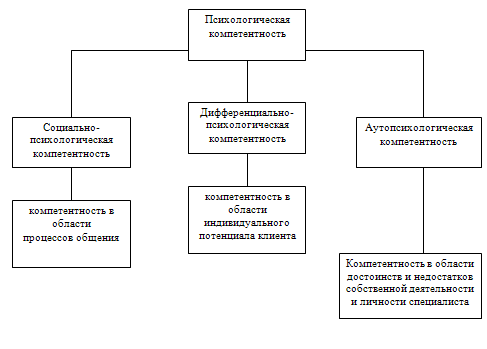 Психологическая
компетентность
Социально-
психологическая
компетентность
Дифференциально-
психологическая
компетентность
Аутопсихологическая
компетентность
компетентность в
области
процессов общения
компетентность в
области
индивидуального
потенциала клиента
Компетентность в области
достоинств и недостатков
собственной деятельности
и личности специалиста